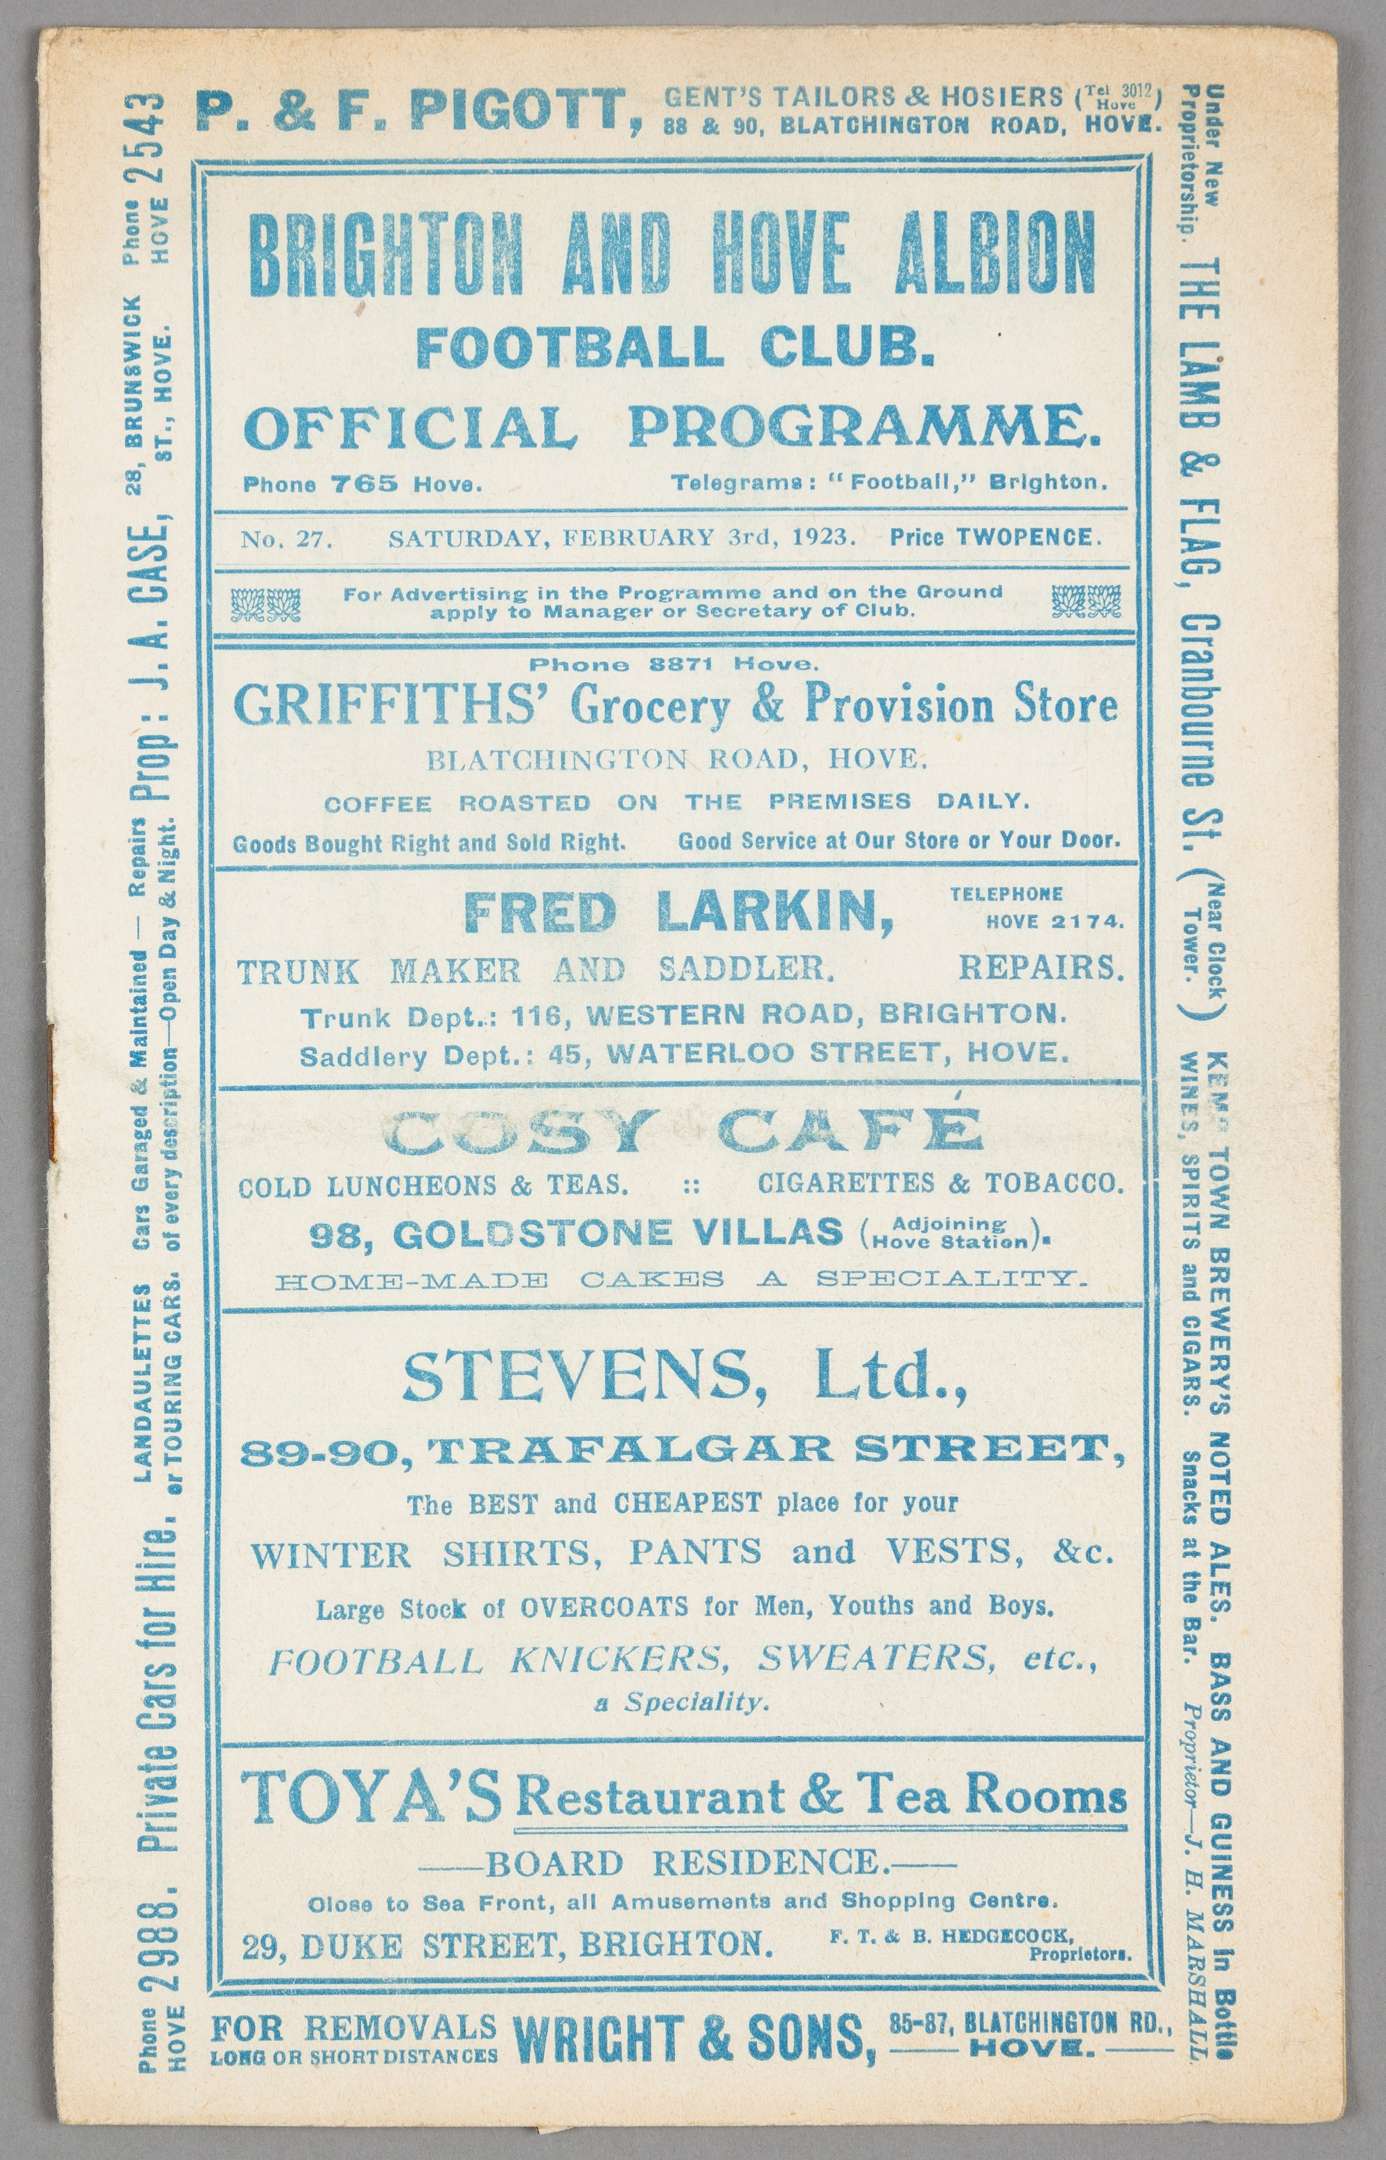 P. & F. PIGOTT, GENT'S TAILORS & HOSIERS (Tel 3012 Hove)
88 & 90, BLATCHINGTON ROAD, HOVE.
BRIGHTON AND HOVE ALBION
FOOTBALL CLUB.
OFFICIAL PROGRAMME.
Phone 765 Hove. Telegrams: "Football," Brighton.
No. 27. SATURDAY, FEBRUARY 3rd, 1923. Price TWOPENCE.
For Advertising in the Programme and on the Ground
apply to Manager or Secretary of Club.
Phone 8871 Hove.
GRIFFITHS' Grocery & Provision Store
BLATCHINGTON ROAD, HOVE.
COFFEE ROASTED ON THE PREMISES DAILY.
Goods Bought Right and Sold Right. Good Service at Our Store or Your Door.
FRED LARKIN, TELEPHONE
HOVE 2174.
TRUNK MAKER AND SADDLER. REPAIRS.
Trunk Dept.: 116, WESTERN ROAD, BRIGHTON.
Saddlery Dept.: 45, WATERLOO STREET, HOVE.
COSY CAFÉ
COLD LUNCHEONS & TEAS. :: CIGARETTES & TOBACCO.
98, GOLDSTONE VILLAS (Adjoining Hove Station).
HOME-MADE CAKES A SPECIALITY.
STEVENS, Ltd.,
89-90, TRAFALGAR STREET,
The BEST and CHEAPEST place for your
WINTER SHIRTS, PANTS and VESTS, &c.
Large Stock of OVERCOATS for Men, Youths and Boys.
FOOTBALL KNICKERS, SWEATERS, etc.,
a Speciality.
TOYA'S Restaurant & Tea Rooms
BOARD RESIDENCE.
Close to Sea Front, all Amusements and Shopping Centre.
29, DUKE STREET, BRIGHTON. F. T. & B. HEDGECOCK,
Proprietors.
FOR REMOVALS WRIGHT & SONS, 85-87, BLATCHINGTON RD.,
LONG OR SHORT DISTANCES HOVE.
Phone HOVE 2988. Private Cars for Hire. LANDAULETTES or TOURING CARS. Cars Garaged & Maintained — Repairs of every description—Open Day & Night. Prop: J. A. CASE, 28, BRUNSWICK ST., HOVE. Phone HOVE 2543
Under New Proprietorship. THE LAMB & FLAG, Cranbourne St. (Near Clock Tower.) KEMP TOWN BREWERY'S NOTED ALES. BASS AND GUINESS in Bottle
WINES, SPIRITS and CIGARS. Snacks at the Bar. Proprietor—J. H. MARSHALL